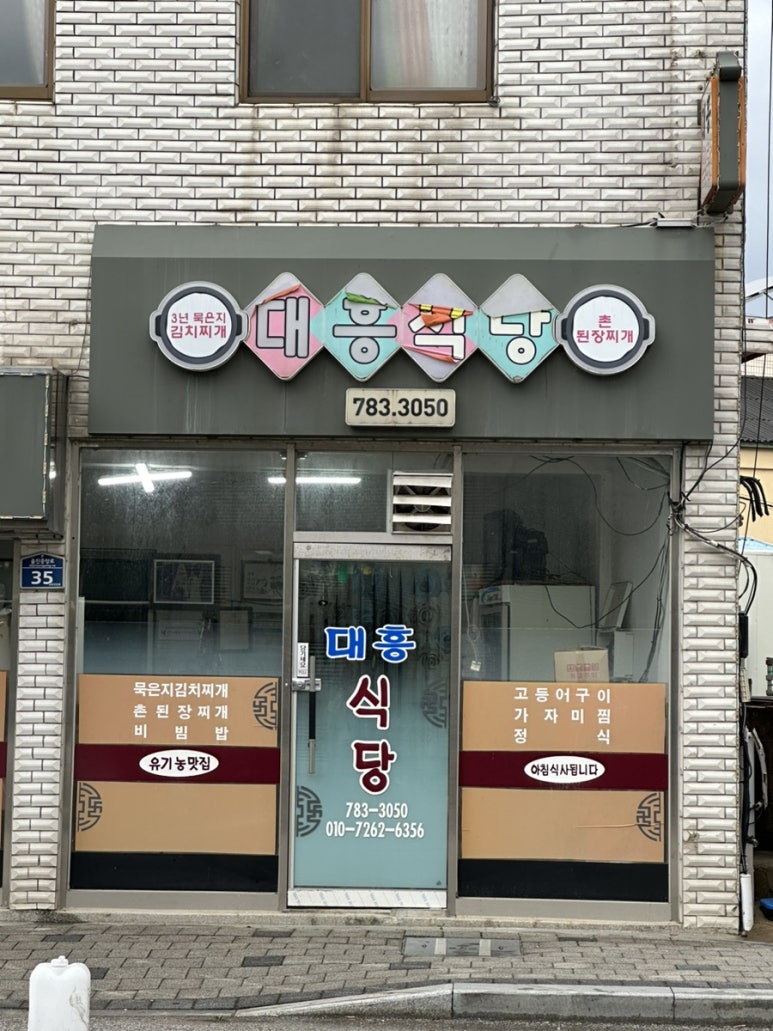 3년 묵은지
김치찌개
대흥식당
촌
된장찌개
783.3050
35
대흥
식
당
783-3050
010-7262-6356
묵은지김치찌개
촌된장찌개
비빔밥
유기농맛집
고등어구이
가자미찜
정식
아침식사됩니다